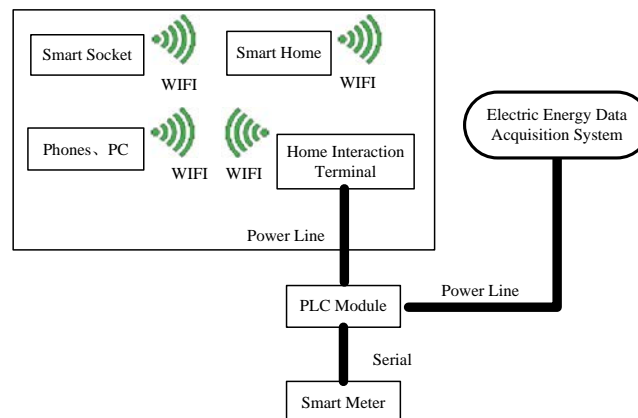 Smart Socket
WIFI
Smart Home
WIFI
Electric Energy Data
Acquisition System
Phones、PC
WIFI
WIFI
Home Interaction
Terminal
Power Line
PLC Module
Power Line
Serial
Smart Meter